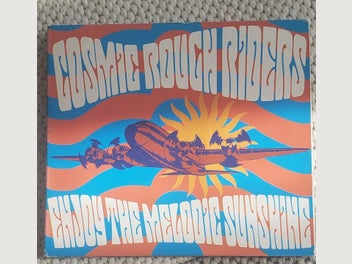 COSMIC ROUGH RIDERS
ENJOY THE MELODIC SUNSHINE